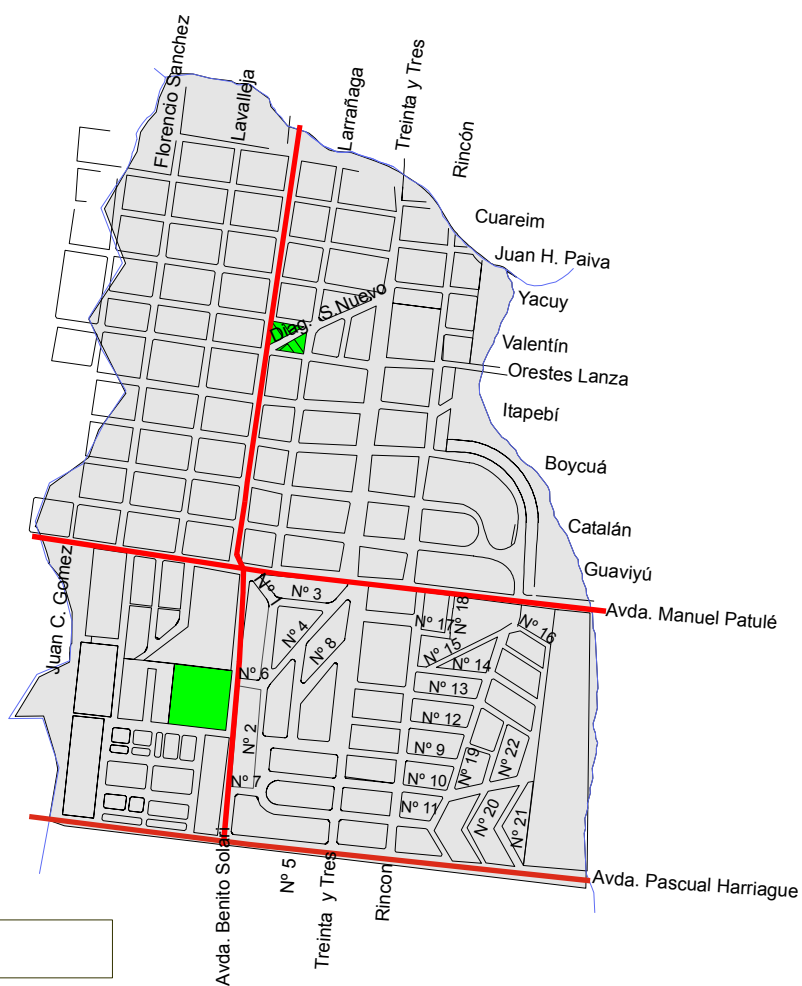 Florencio Sanchez
Lavalleja
Larrañaga
Treinta y Tres
Rincón
Cuareim
Juan H. Paiva
Yacuy
Diag. S.Nuevo
Valentín
Orestes Lanza
Itapebí
Boycuá
Catalán
Guaviyú
Avda. Manuel Patulé
Juan C. Gomez
Nº 1
Nº 3
Nº 18
Nº 17
Nº 16
Nº 4
Nº 8
Nº 15
Nº 14
Nº 6
Nº 13
Nº 12
Nº 2
Nº 9
Nº 19
Nº 22
Nº 7
Nº 10
Nº 11
Nº 20
Nº 21
Avda. Benito Solari
Nº 5
Treinta y Tres
Rincon
Avda. Pascual Harriague